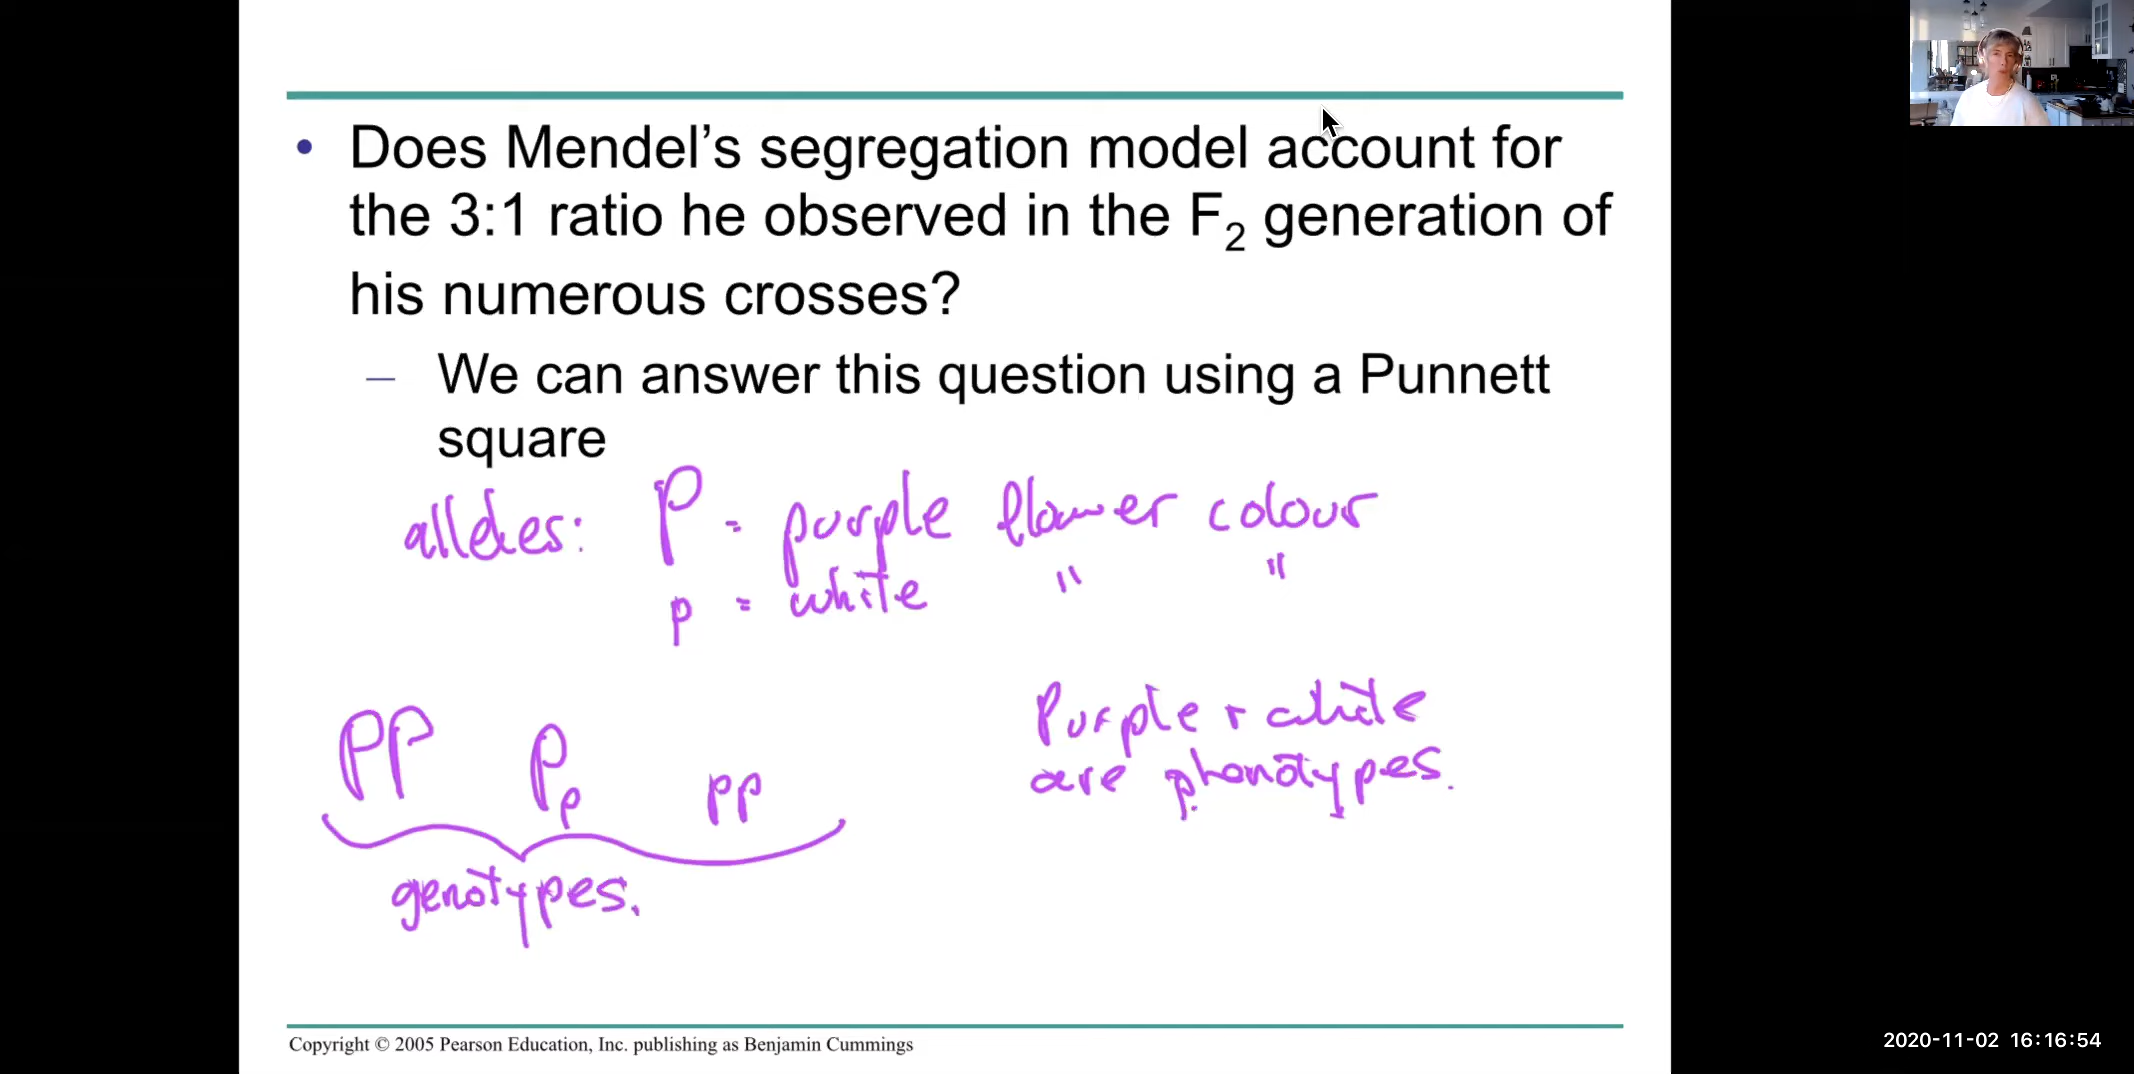 • Does Mendel's segregation model account for
the 3:1 ratio he observed in the F₂ generation of
his numerous crosses?
– We can answer this question using a Punnett
square
alleles: P = purple flower colour
p = white " "
PP Pp pp
genotypes.
Purple + white
are phenotypes.
Copyright © 2005 Pearson Education, Inc. publishing as Benjamin Cummings
2020-11-02 16:16:54